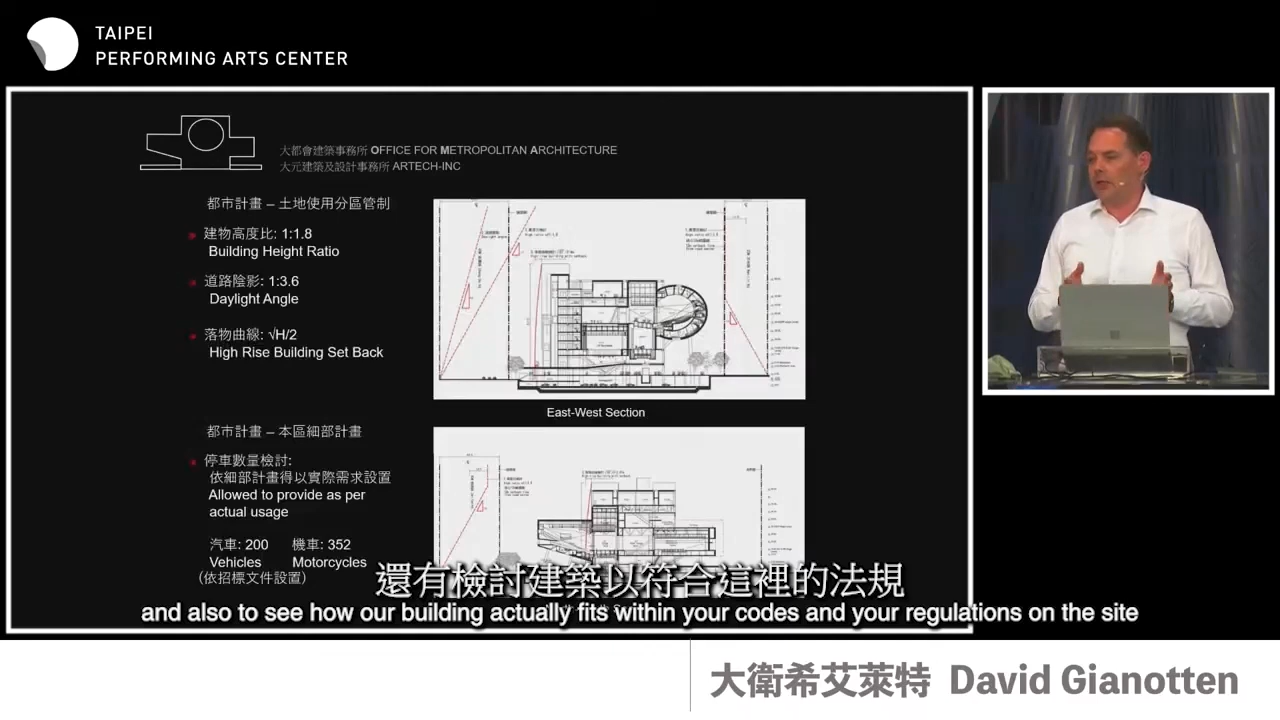 TAIPEI
PERFORMING ARTS CENTER
大都會建築事務所 OFFICE FOR METROPOLITAN ARCHITECTURE
大元建築及設計事務所 ARTECH-INC
都市計畫 – 土地使用分區管制
建物高度比: 1:1.8
Building Height Ratio
道路陰影: 1:3.6
Daylight Angle
落物曲線: √H/2
High Rise Building Set Back
East-West Section
都市計畫 – 本區細部計畫
停車數量檢討:
依細部計畫得以實際需求設置
Allowed to provide as per
actual usage
汽車: 200 機車: 352
Vehicles Motorcycles
(依招標文件設置)
還有檢討建築以符合這裡的法規
and also to see how our building actually fits within your codes and your regulations on the site
大衛希艾萊特 David Gianotten